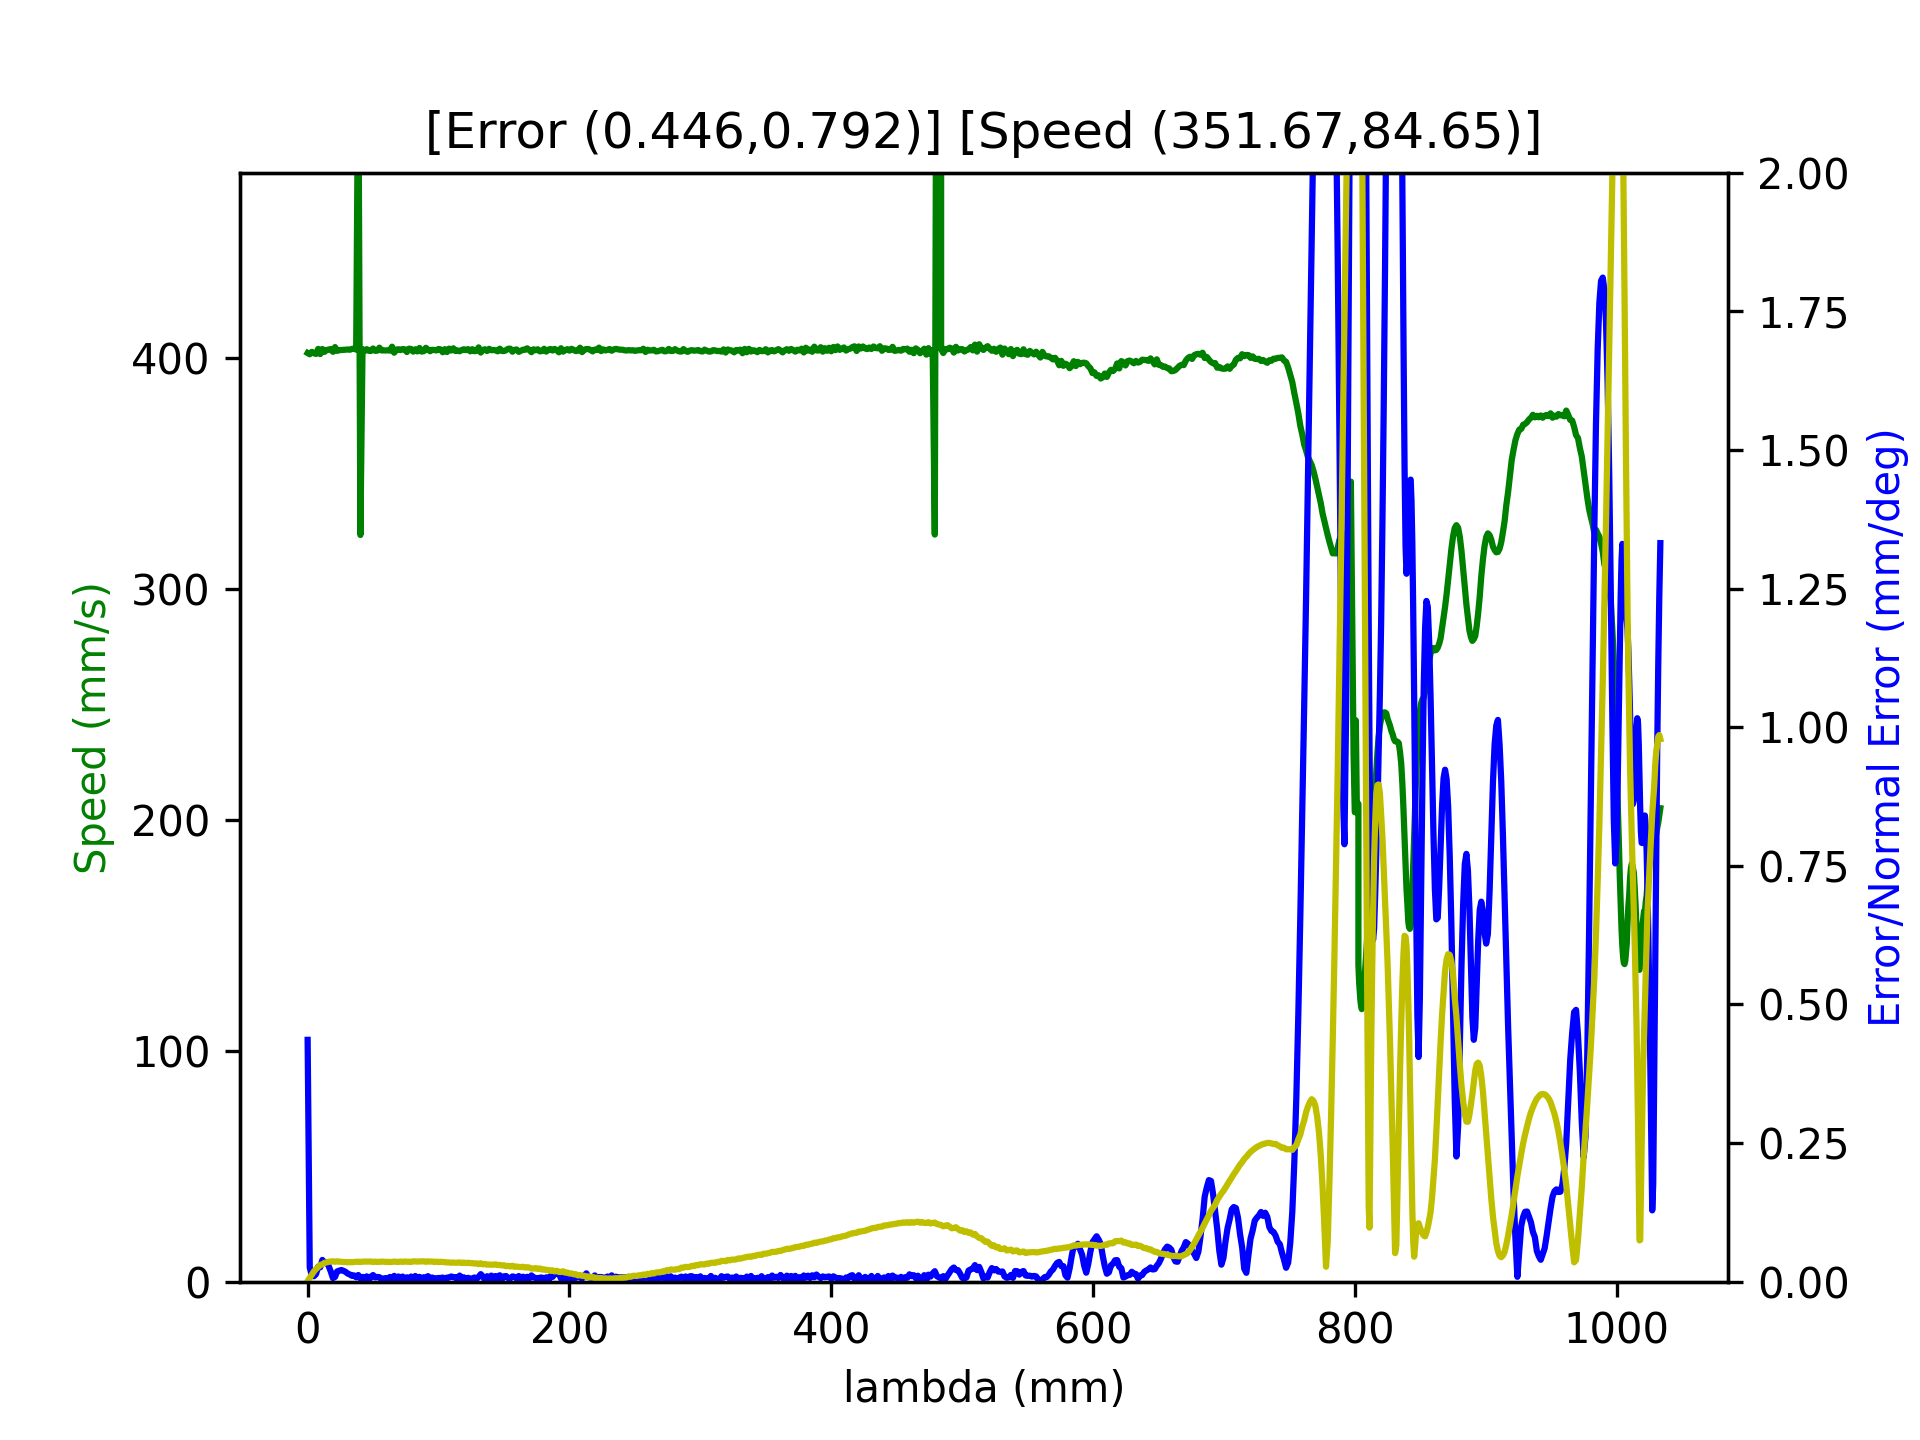 [Error (0.446,0.792)] [Speed (351.67,84.65)]
Speed (mm/s)
400
300
200
100
0
2.00
1.75
1.50
1.25
1.00
0.75
0.50
0.25
0.00
Error/Normal Error (mm/deg)
0 200 400 600 800 1000
lambda (mm)